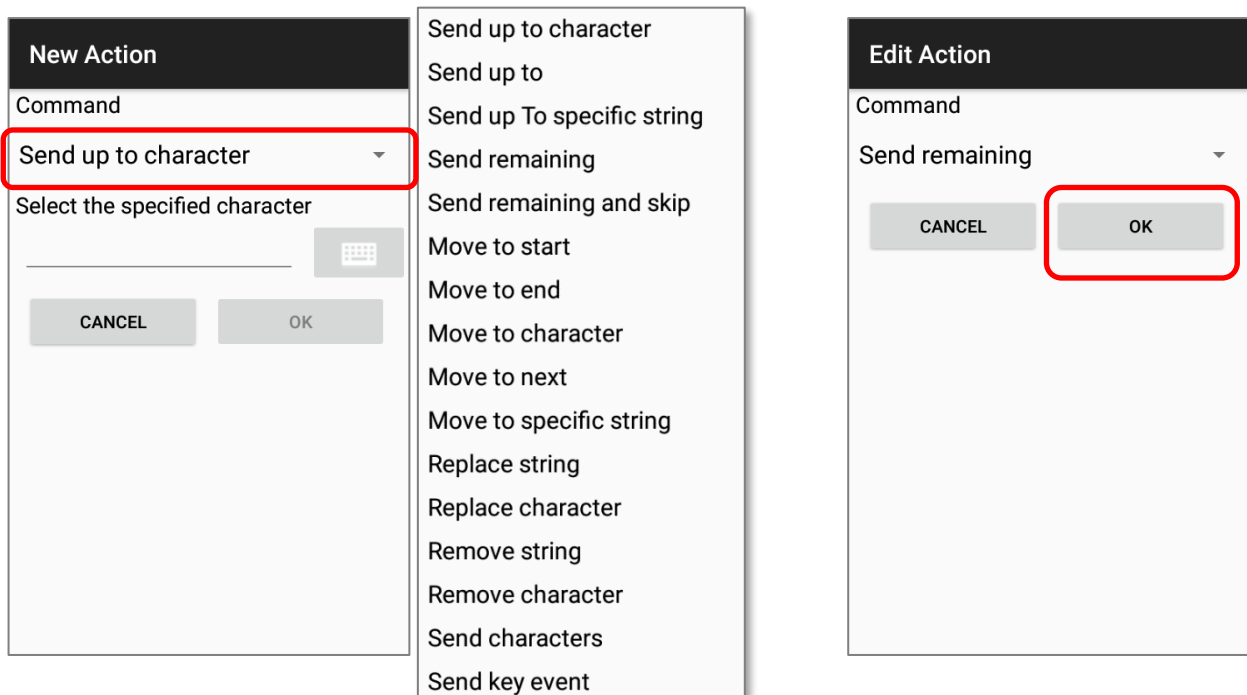 New Action
Command
Send up to character
Select the specified character
CANCEL
OK
Send up to character
Send up to
Send up To specific string
Send remaining
Send remaining and skip
Move to start
Move to end
Move to character
Move to next
Move to specific string
Replace string
Replace character
Remove string
Remove character
Send characters
Send key event
Edit Action
Command
Send remaining
CANCEL
OK